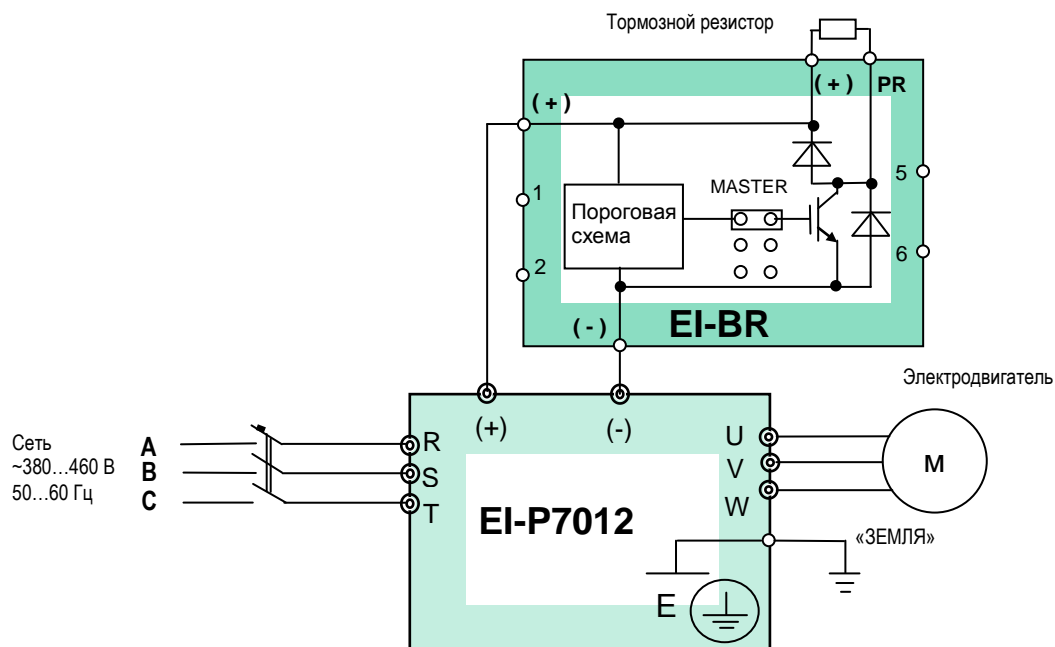 Тормозной резистор
(+) PR
(+)
5
MASTER
1
Пороговая
схема
6
2
(-)
EI-BR
Электродвигатель
(+)
(-)
Сеть
~380...460 В
50...60 Гц
A
B
C
R
S
T
U
V
W
M
EI-P7012
«ЗЕМЛЯ»
E